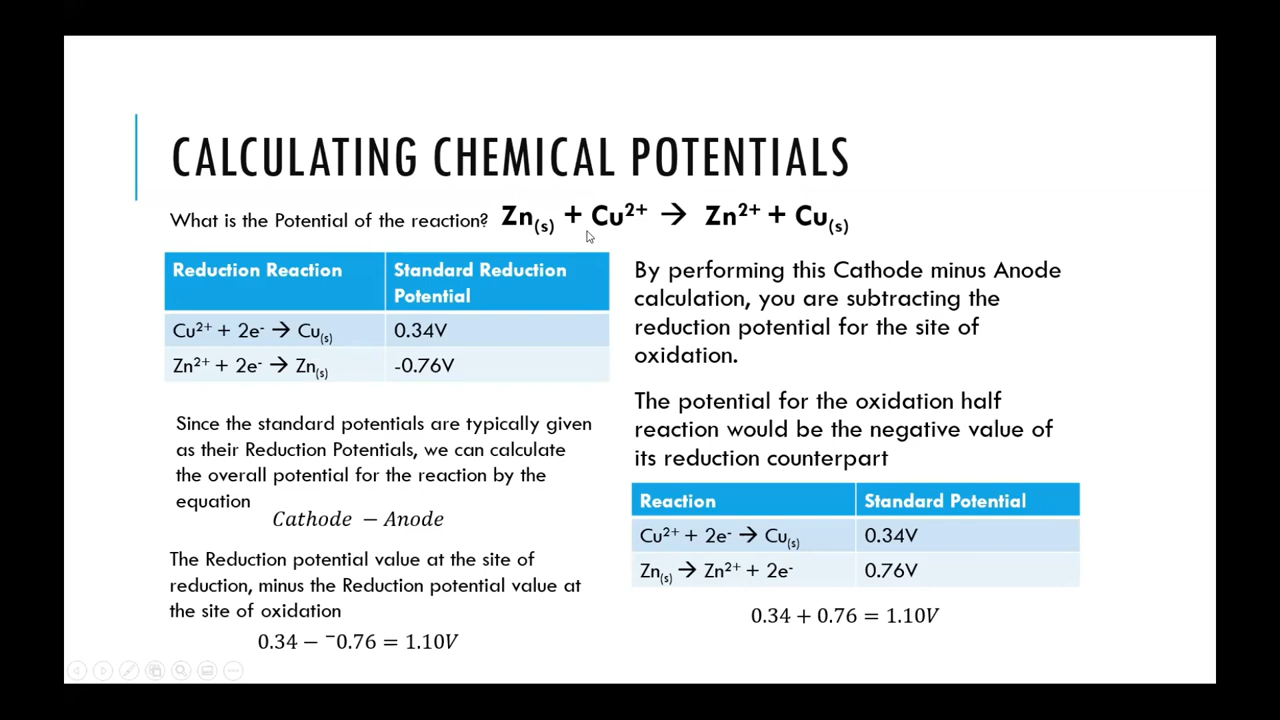 CALCULATING CHEMICAL POTENTIALS
What is the Potential of the reaction? Zn(s) + Cu²⁺ → Zn²⁺ + Cu(s)
Reduction Reaction | Standard Reduction Potential
Cu²⁺ + 2e⁻ → Cu(s) | 0.34V
Zn²⁺ + 2e⁻ → Zn(s) | -0.76V
Since the standard potentials are typically given
as their Reduction Potentials, we can calculate
the overall potential for the reaction by the
equation
Cathode − Anode
The Reduction potential value at the site of
reduction, minus the Reduction potential value at
the site of oxidation
0.34 − ⁻0.76 = 1.10V
By performing this Cathode minus Anode
calculation, you are subtracting the
reduction potential for the site of
oxidation.
The potential for the oxidation half
reaction would be the negative value of
its reduction counterpart
Reaction | Standard Potential
Cu²⁺ + 2e⁻ → Cu(s) | 0.34V
Zn(s) → Zn²⁺ + 2e⁻ | 0.76V
0.34 + 0.76 = 1.10V